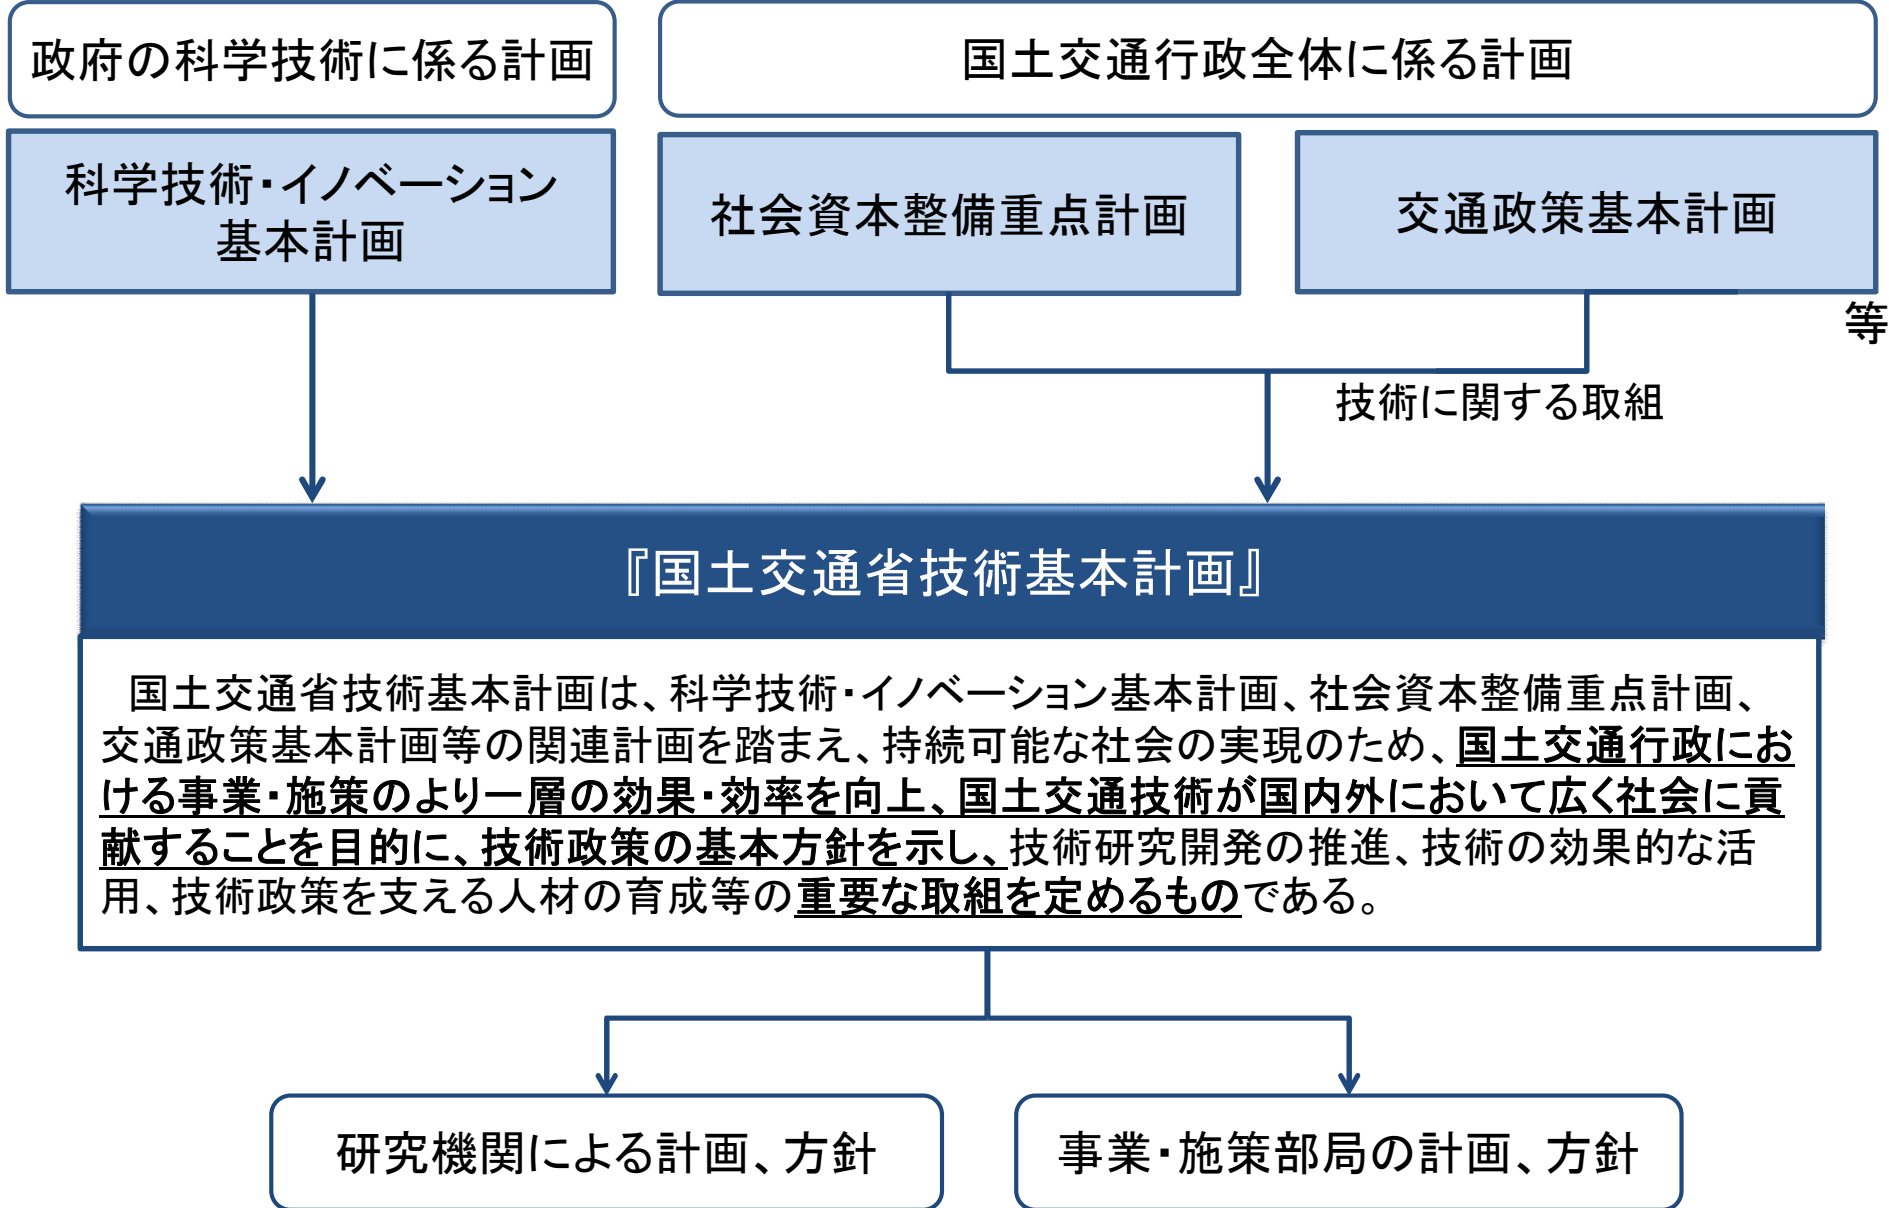 政府の科学技術に係る計画
国土交通行政全体に係る計画
科学技術・イノベーション
基本計画
社会資本整備重点計画
交通政策基本計画
等
技術に関する取組
『国土交通省技術基本計画』
国土交通省技術基本計画は、科学技術・イノベーション基本計画、社会資本整備重点計画、
交通政策基本計画等の関連計画を踏まえ、持続可能な社会の実現のため、国土交通行政にお
ける事業・施策のより一層の効果・効率を向上、国土交通技術が国内外において広く社会に貢
献することを目的に、技術政策の基本方針を示し、技術研究開発の推進、技術の効果的な活
用、技術政策を支える人材の育成等の重要な取組を定めるものである。
研究機関による計画、方針
事業・施策部局の計画、方針